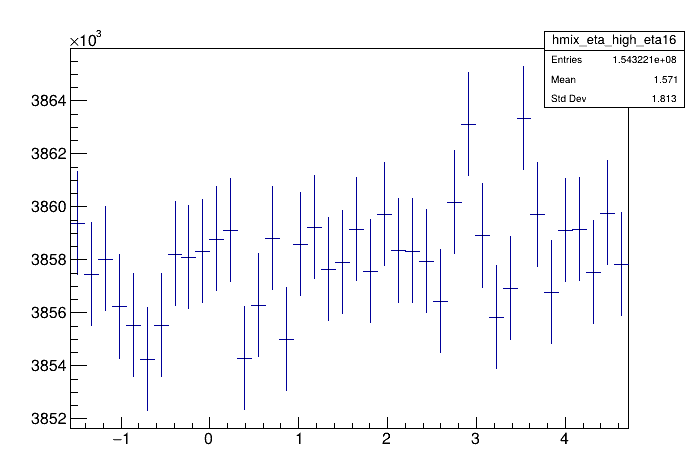 ×10³
hmix_eta_high_eta16
Entries 1.543221e+08
Mean 1.571
Std Dev 1.813
3864
3862
3860
3858
3856
3854
3852
−1 0 1 2 3 4